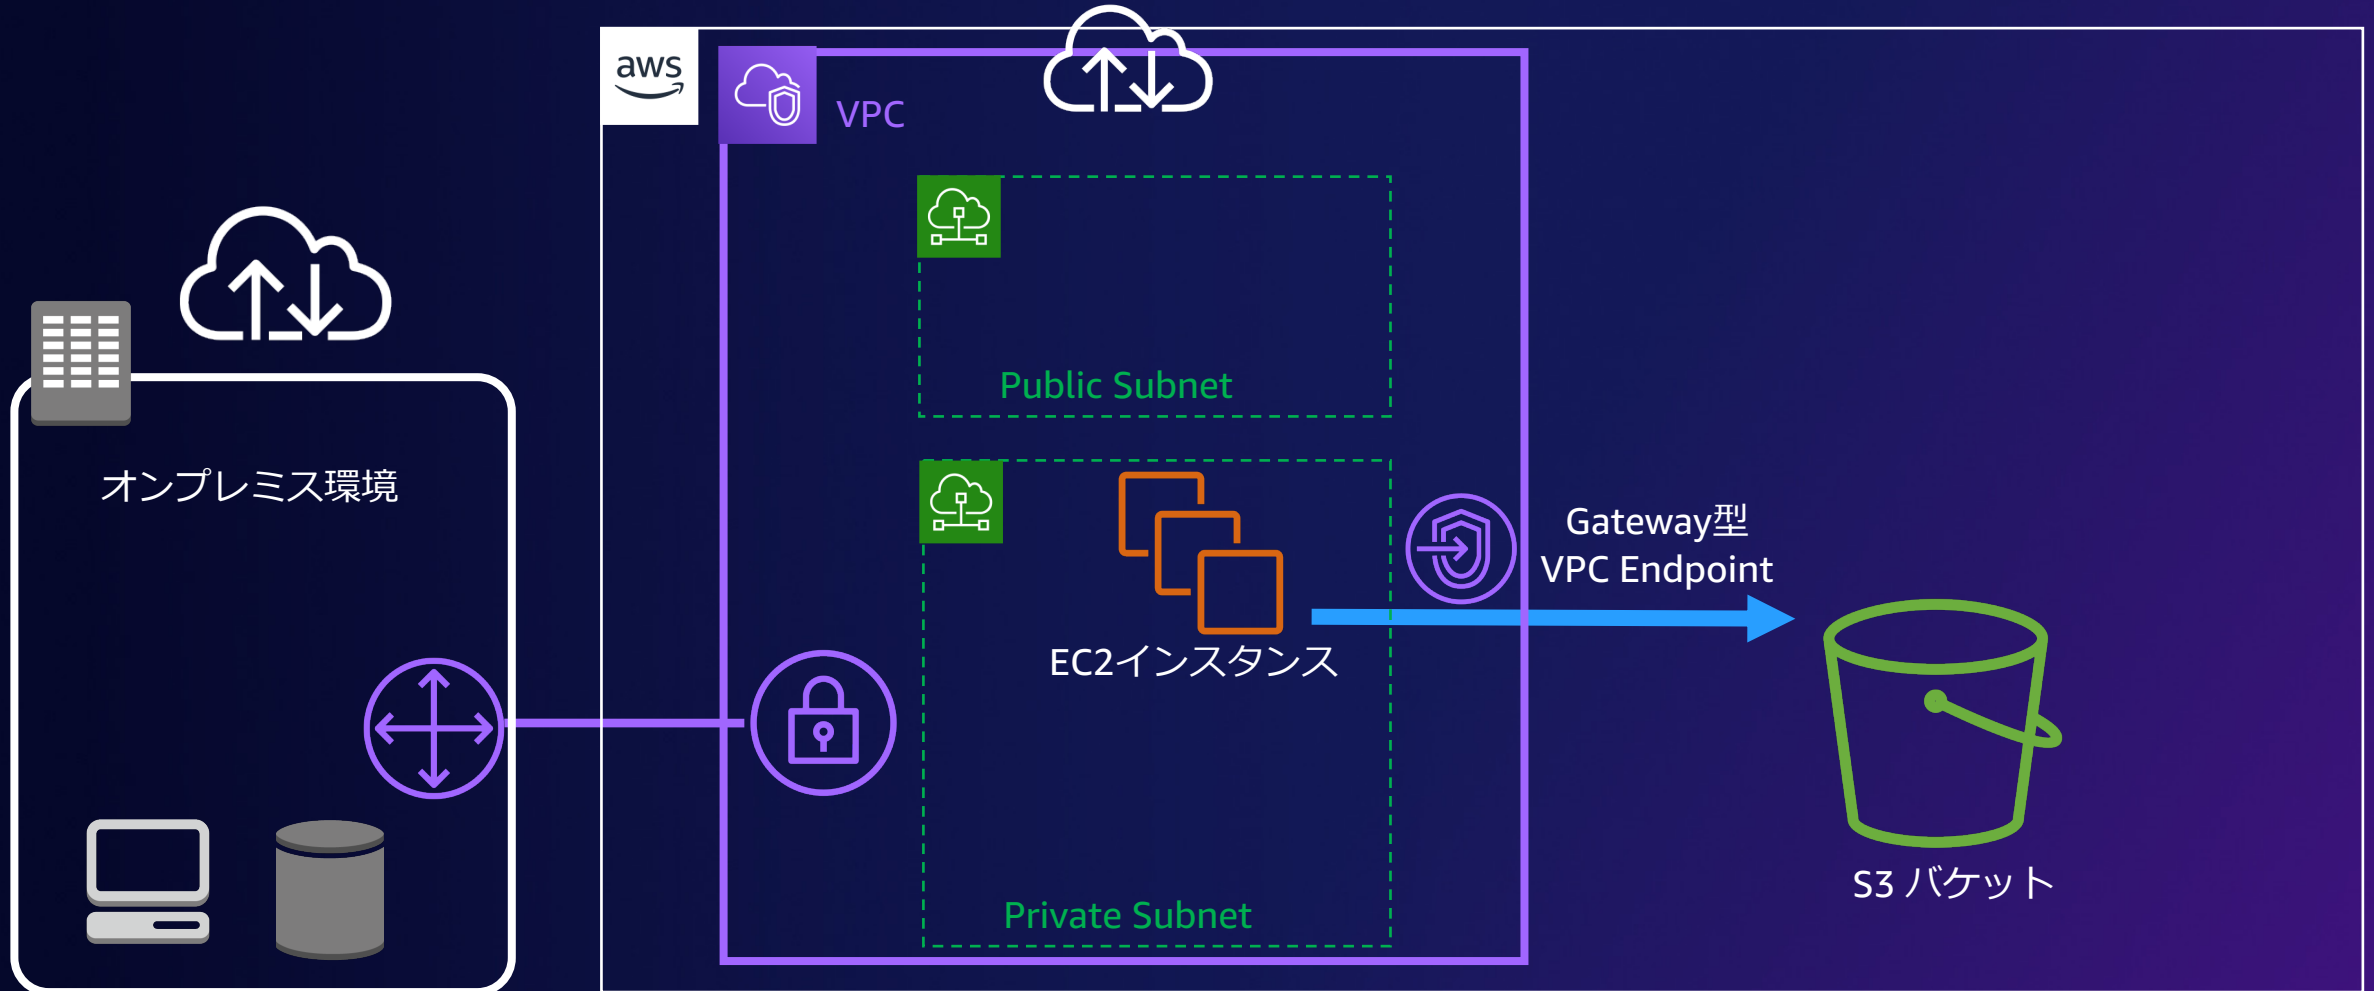 aws
VPC
Public Subnet
オンプレミス環境
Gateway型
VPC Endpoint
EC2インスタンス
S3 バケット
Private Subnet